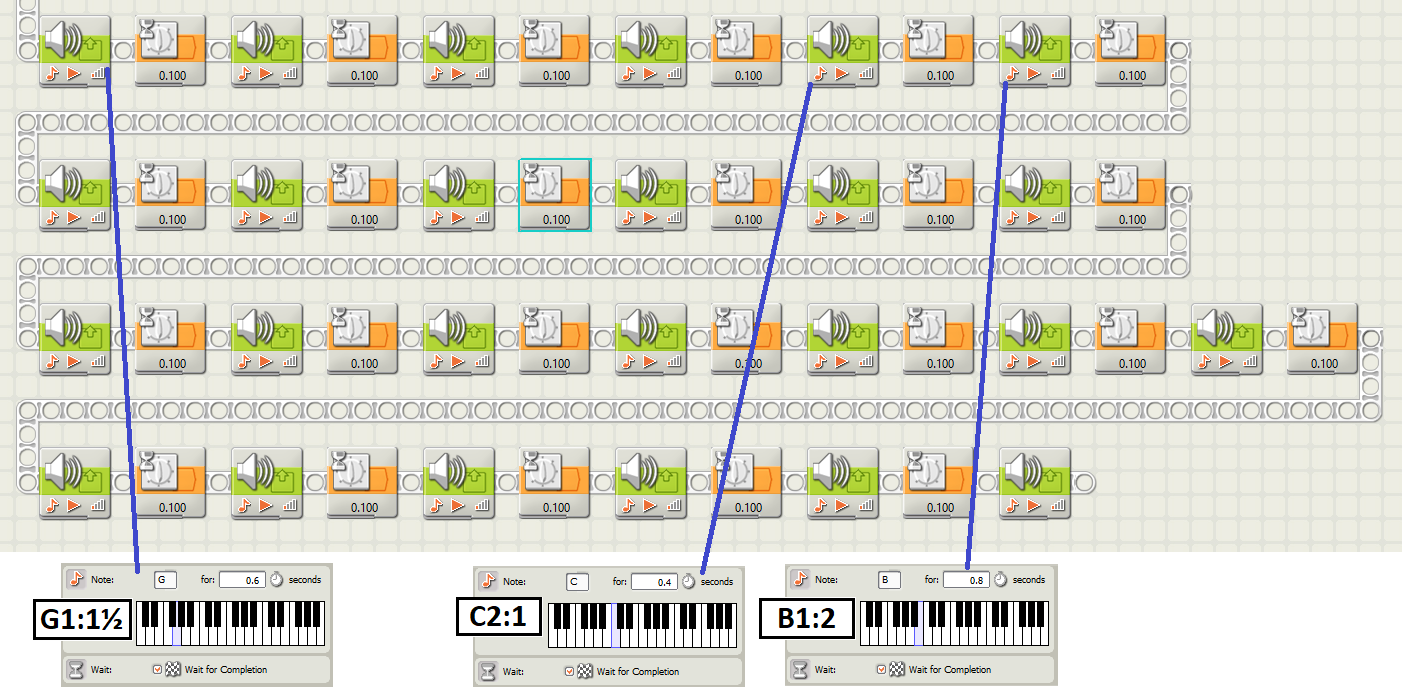 0.100 0.100 0.100 0.100 0.100 0.100
0.100 0.100 0.100 0.100 0.100 0.100
0.100 0.100 0.100 0.100 0.100 0.100 0.100
0.100 0.100 0.100 0.100 0.100
Note: G for: 0.6 seconds
G1:1½
Wait: Wait for Completion
Note: C for: 0.4 seconds
C2:1
Wait: Wait for Completion
Note: B for: 0.8 seconds
B1:2
Wait: Wait for Completion